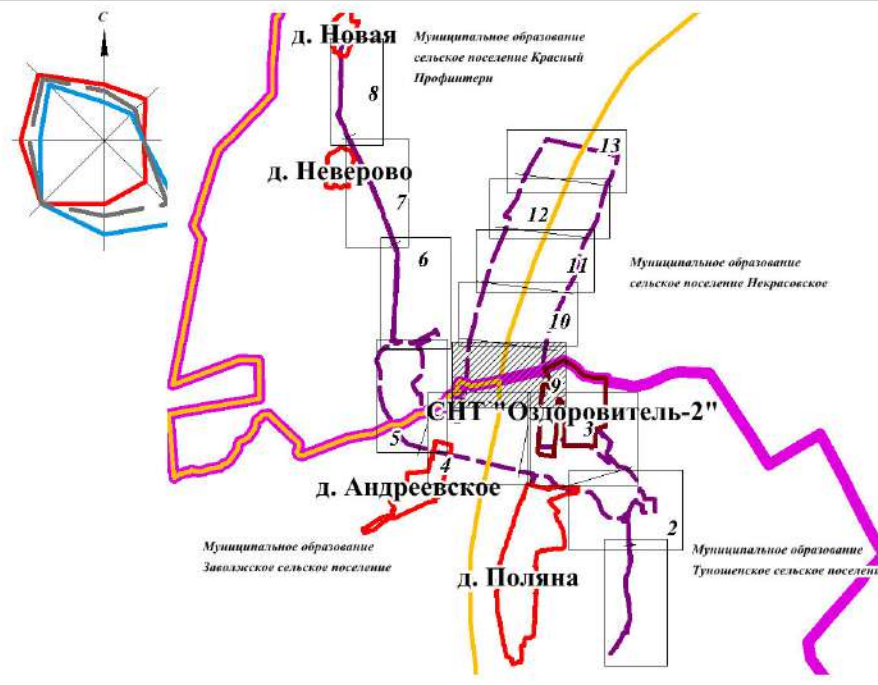 С
д. Новая
Муниципальное образование
сельское поселение Красный
Профинтерн
8
13
д. Неверово
7
12
6
11
Муниципальное образование
сельское поселение Некрасовское
10
9
СНТ "Оздоровитель-2"
3
5
4
д. Андреевское
2
Муниципальное образование
Заволжское сельское поселение
Муниципальное образование
Туношенское сельское поселени
д. Поляна